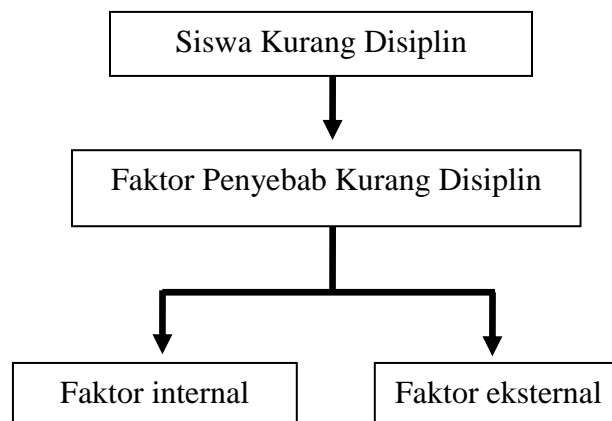 Siswa Kurang Disiplin
Faktor Penyebab Kurang Disiplin
Faktor internal
Faktor eksternal